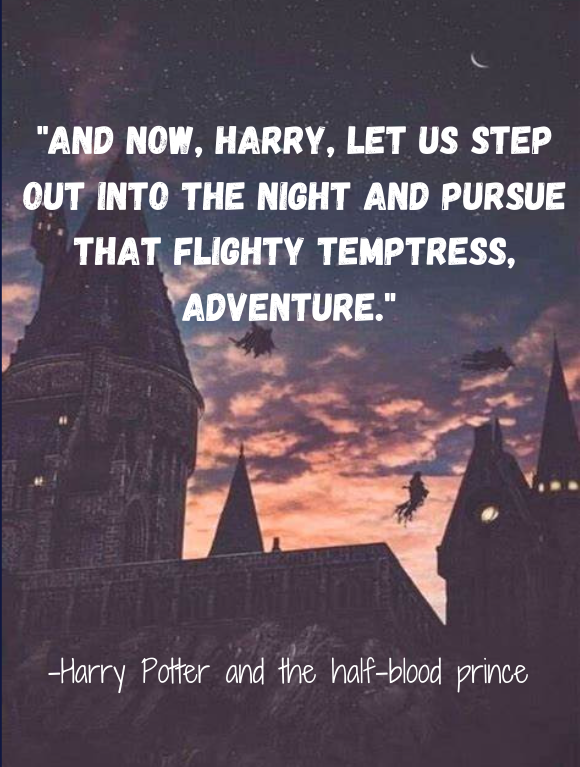 "AND NOW, HARRY, LET US STEP
OUT INTO THE NIGHT AND PURSUE
THAT FLIGHTY TEMPTRESS,
ADVENTURE."
-Harry Potter and the half-blood prince